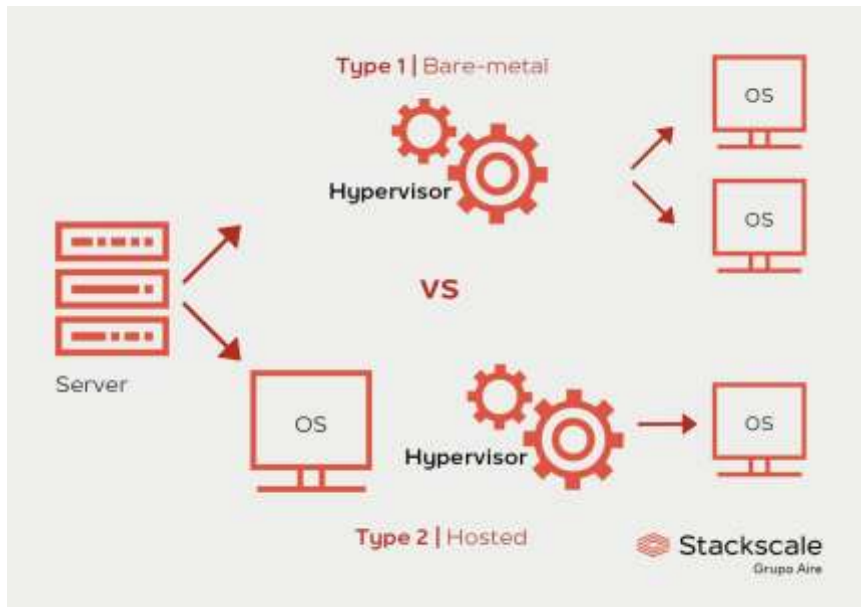 Type 1 | Bare-metal
OS
Hypervisor
OS
VS
Server
OS
Hypervisor
OS
Type 2 | Hosted
Stackscale
Grupo Aire